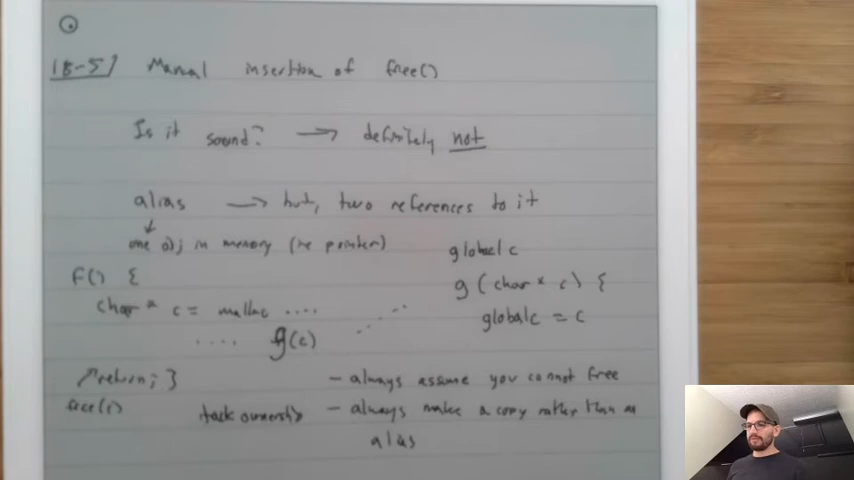 18-5] Manual insertion of free()
Is it sound? → definitely not
alias → but, two references to it
one obj in memory (ie pointer)
globalc
F() {
g (char * c) {
char * c = malloc ....
globalc = c
.... g(c)
return; }
- always assume you cannot free
free(c)
track ownership
- always make a copy rather than an
alias